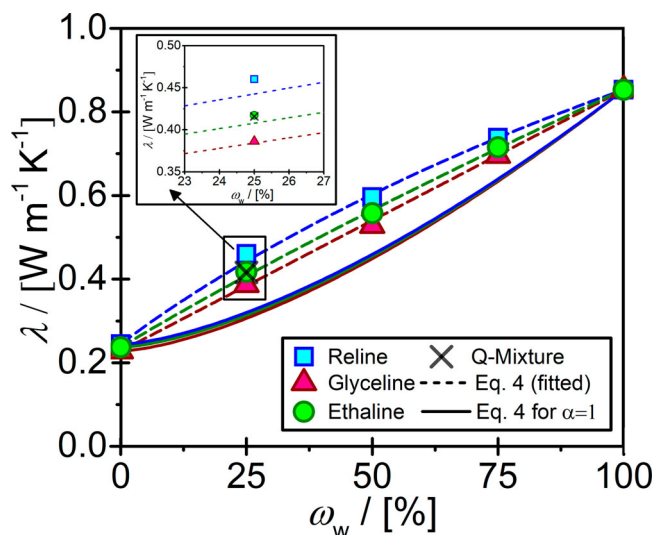 1.0
0.8
0.6
0.4
0.2
0.0
λ / [W m⁻¹ K⁻¹]
0.50
0.45
0.40
0.35
λ / [W m⁻¹ K⁻¹]
23 24 25 26 27
ω_w / [%]
Reline Q-Mixture
Glyceline Eq. 4 (fitted)
Ethaline Eq. 4 for α=1
0 25 50 75 100
ω_w / [%]